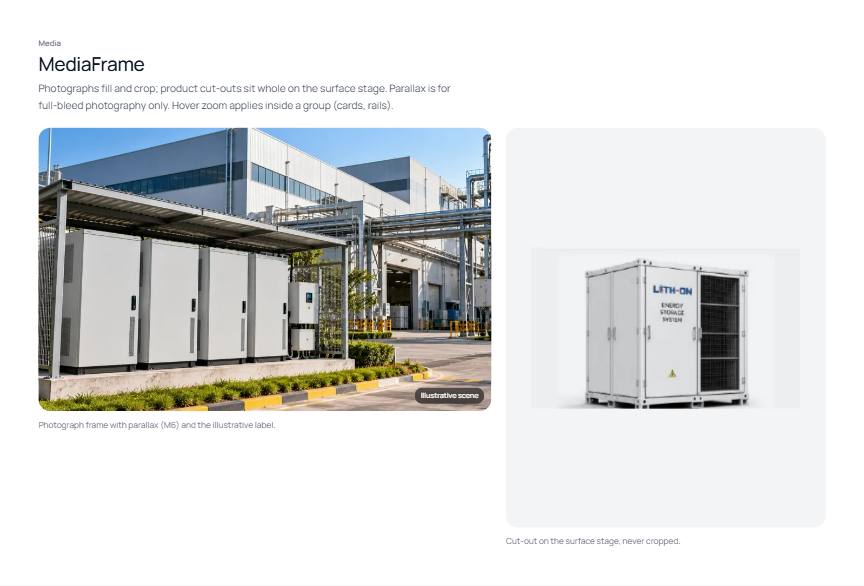 Media
MediaFrame
Photographs fill and crop; product cut-outs sit whole on the surface stage. Parallax is for
full-bleed photography only. Hover zoom applies inside a group (cards, rails).
Illustrative scene
Photograph frame with parallax (M6) and the illustrative label.
LITH-ON
ENERGY
STORAGE
SYSTEM
Cut-out on the surface stage, never cropped.